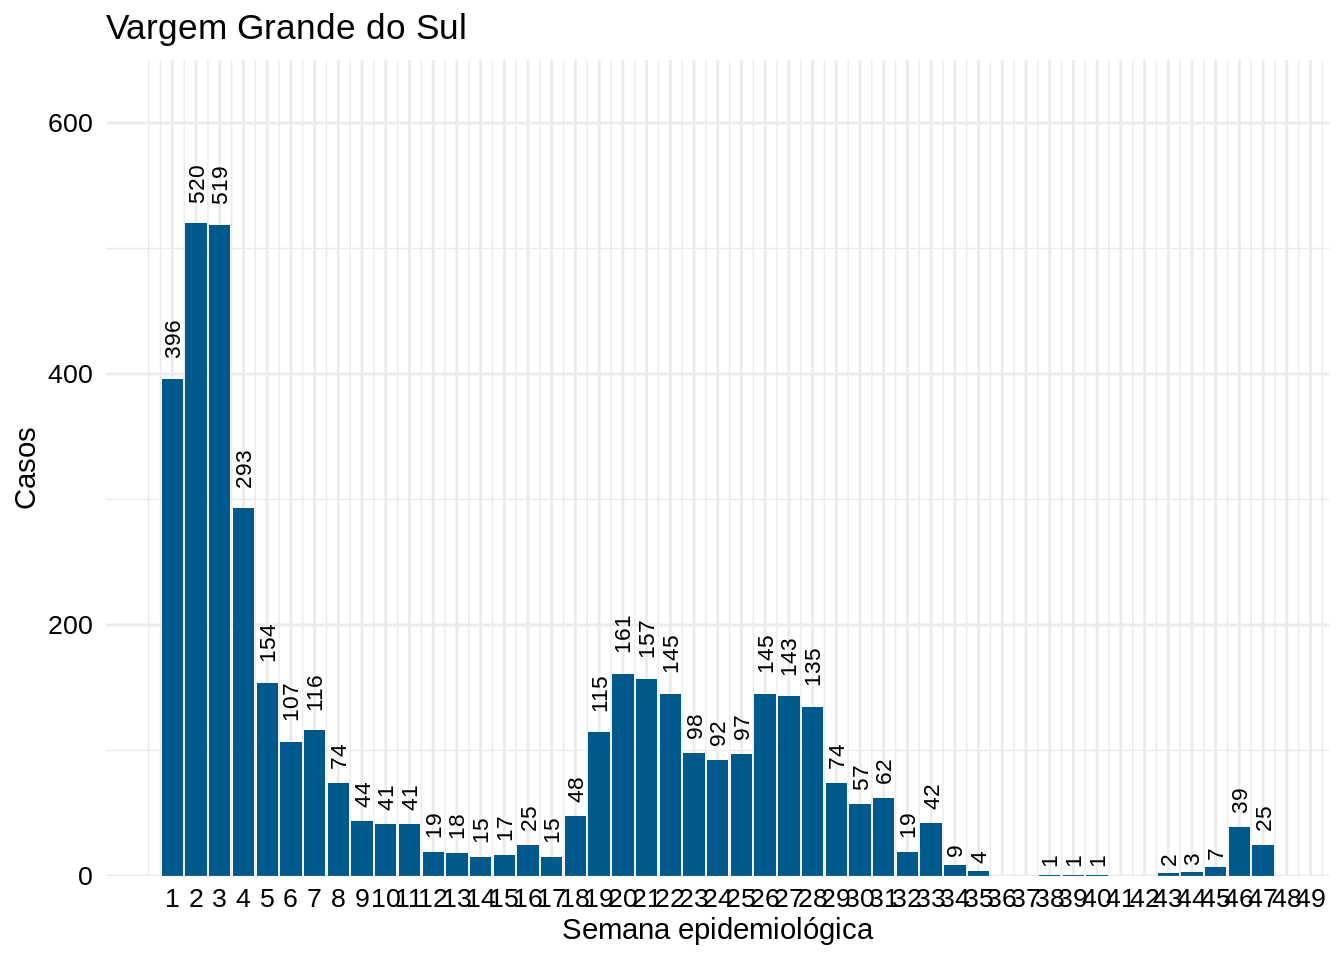 Vargem Grande do Sul
600
400
200
0
Casos
396 520 519 293 154 107 116 74 44 41 41 19 18 15 17 25 15 48 115 161 157 145 98 92 97 145 143 135 74 57 62 19 42 9 4 1 1 1 2 3 7 39 25
1 2 3 4 5 6 7 8 9 10 11 12 13 14 15 16 17 18 19 20 21 22 23 24 25 26 27 28 29 30 31 32 33 34 35 36 37 38 39 40 41 42 43 44 45 46 47 48 49
Semana epidemiológica